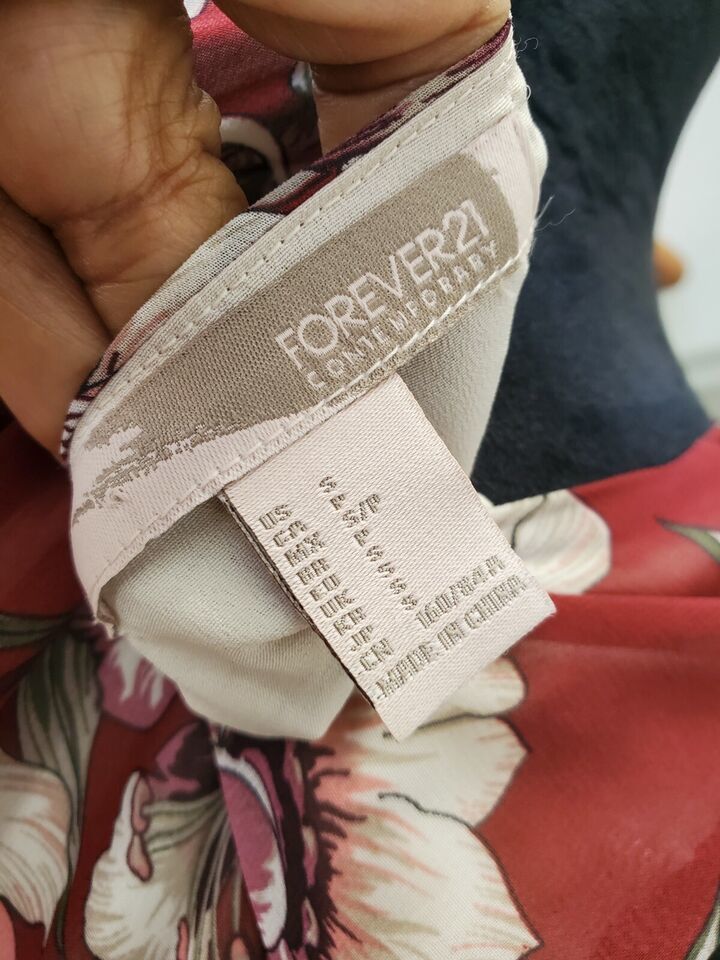 FOREVER21
CONTEMPORARY
US S
CA P
MX S/P
BR P
EU S
UK S
KR S
JP S
CN 160/84A
MADE IN CHINA